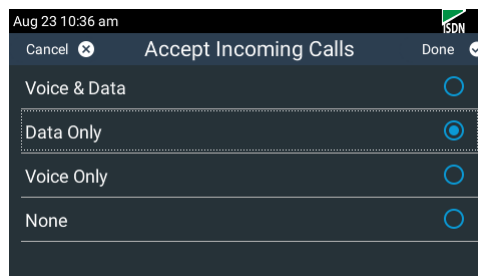 Aug 23 10:36 am
ISDN
Cancel Accept Incoming Calls Done
Voice & Data
Data Only
Voice Only
None